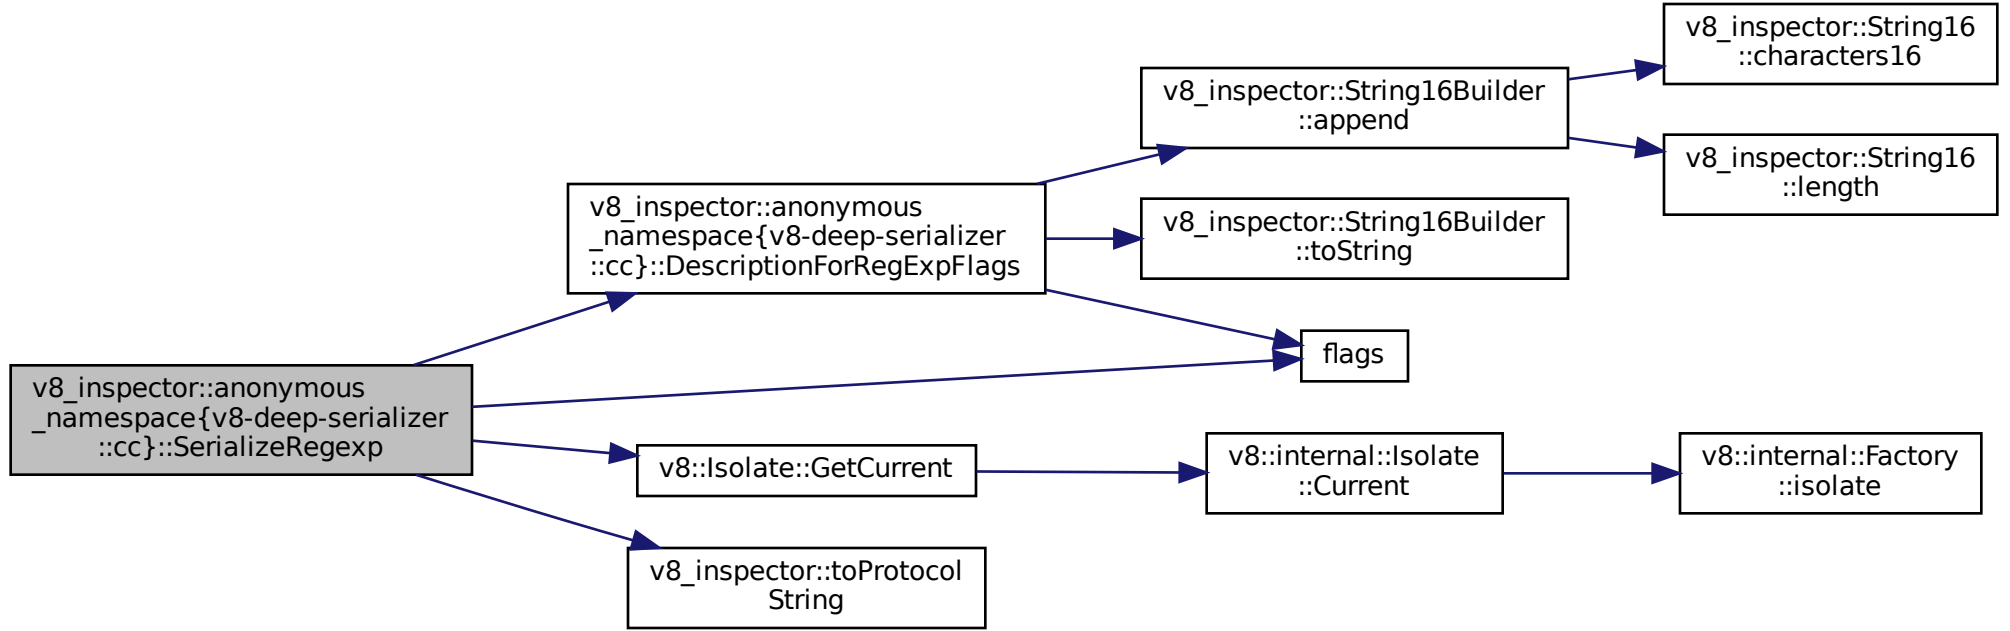 v8_inspector::String16
::characters16
v8_inspector::String16Builder
::append
v8_inspector::String16
::length
v8_inspector::anonymous
_namespace{v8-deep-serializer
::cc}::DescriptionForRegExpFlags
v8_inspector::String16Builder
::toString
flags
v8_inspector::anonymous
_namespace{v8-deep-serializer
::cc}::SerializeRegexp
v8::Isolate::GetCurrent
v8::internal::Isolate
::Current
v8::internal::Factory
::isolate
v8_inspector::toProtocol
String